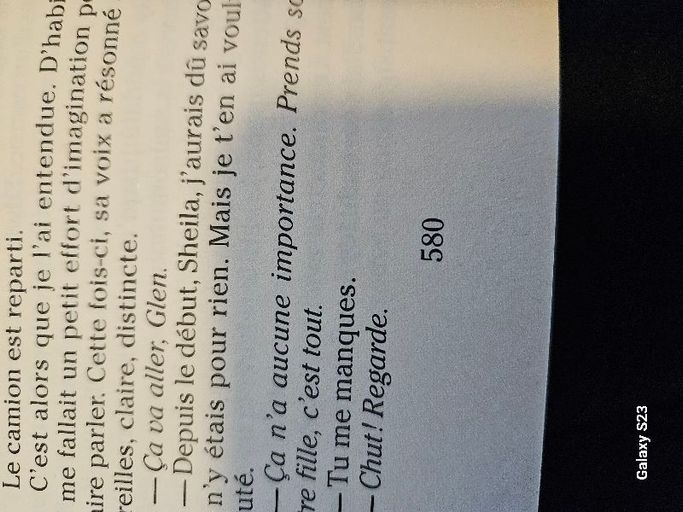 Le camion est reparti.
C'est alors que je l'ai entendue. D'habi
me fallait un petit effort d'imagination
ire parler. Cette fois-ci, sa voix a résonné
reilles, claire, distincte.
— Ça va aller, Glen.
— Depuis le début, Sheila, j'aurais dû savo
n'y étais pour rien. Mais je t'en ai voul
uté.
— Ça n'a aucune importance. Prends so
re fille, c'est tout.
— Tu me manques.
— Chut! Regarde.
580
Galaxy S23